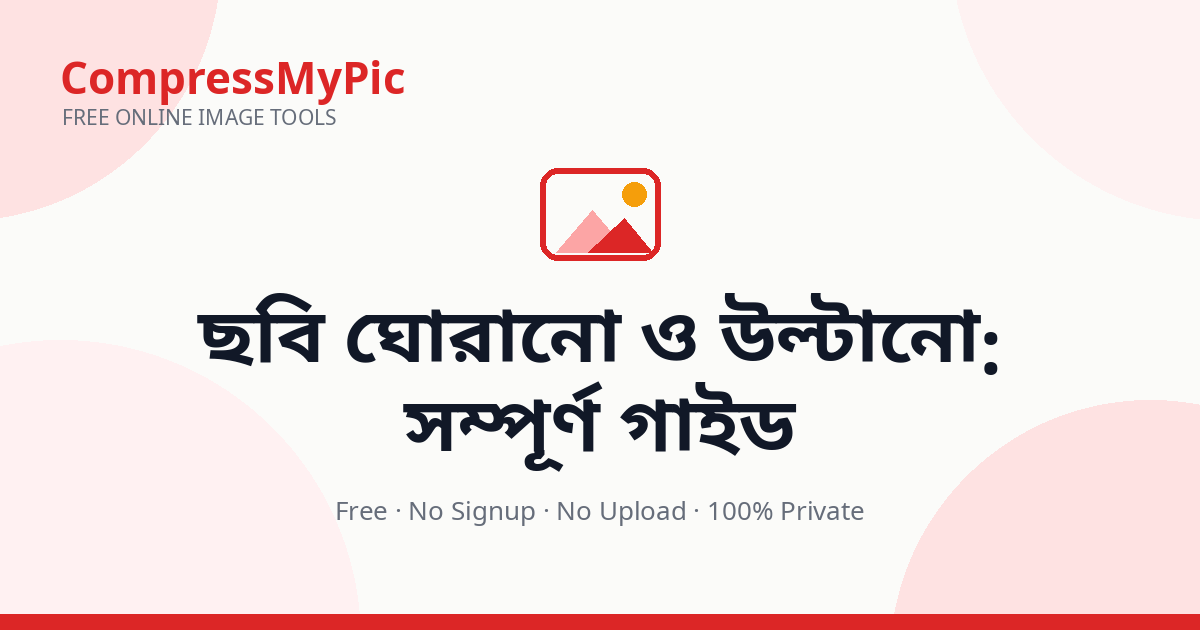 CompressMyPic
FREE ONLINE IMAGE TOOLS
ছবি ঘোরানো ও উল্টানো:
সম্পূর্ণ গাইড
Free · No Signup · No Upload · 100% Private